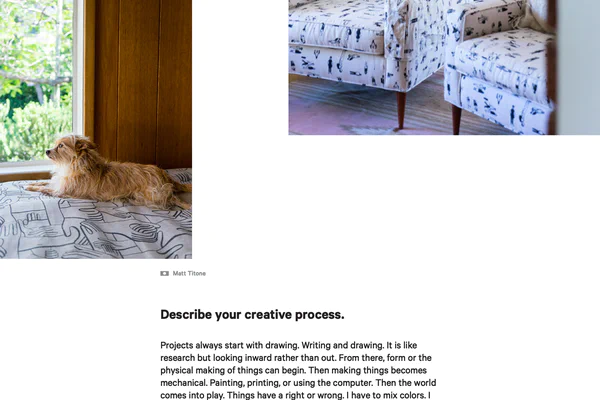 Matt Titone
Describe your creative process.
Projects always start with drawing. Writing and drawing. It is like
research but looking inward rather than out. From there, form or the
physical making of things can begin. Then making things becomes
mechanical. Painting, printing, or using the computer. Then the world
comes into play. Things have a right or wrong. I have to mix colors. I